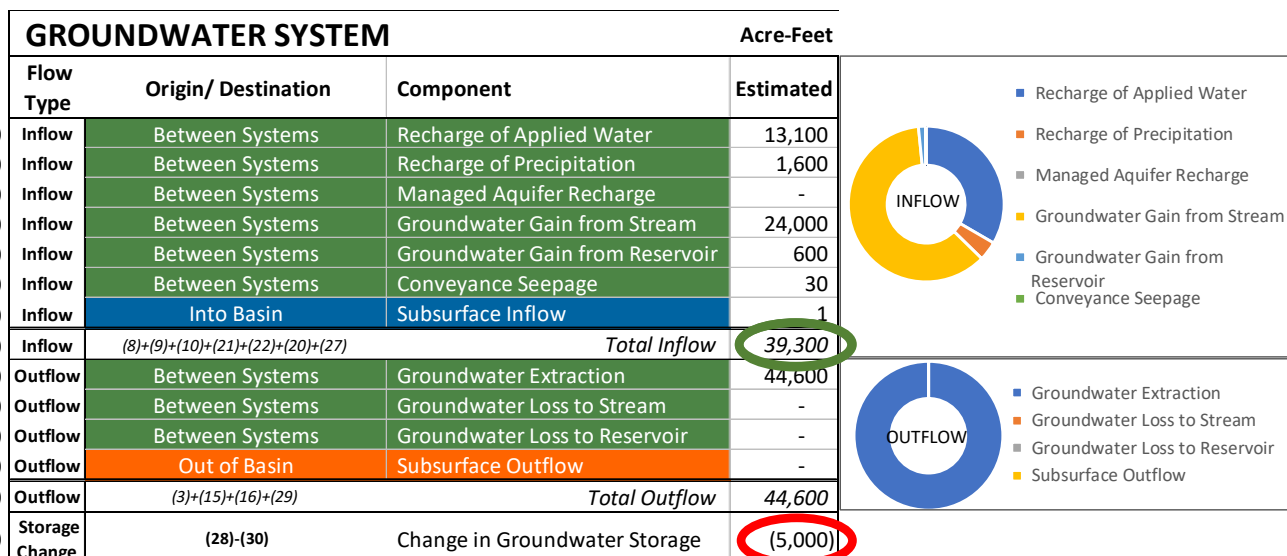 GROUNDWATER SYSTEM Acre-Feet
Flow Type Origin/ Destination Component Estimated
Inflow Between Systems Recharge of Applied Water 13,100
Inflow Between Systems Recharge of Precipitation 1,600
Inflow Between Systems Managed Aquifer Recharge -
Inflow Between Systems Groundwater Gain from Stream 24,000
Inflow Between Systems Groundwater Gain from Reservoir 600
Inflow Between Systems Conveyance Seepage 30
Inflow Into Basin Subsurface Inflow 1
Inflow (8)+(9)+(10)+(21)+(22)+(20)+(27) Total Inflow 39,300
Outflow Between Systems Groundwater Extraction 44,600
Outflow Between Systems Groundwater Loss to Stream -
Outflow Between Systems Groundwater Loss to Reservoir -
Outflow Out of Basin Subsurface Outflow -
Outflow (3)+(15)+(16)+(29) Total Outflow 44,600
Storage Change (28)-(30) Change in Groundwater Storage (5,000)
INFLOW
Recharge of Applied Water
Recharge of Precipitation
Managed Aquifer Recharge
Groundwater Gain from Stream
Groundwater Gain from
Reservoir
Conveyance Seepage
OUTFLOW
Groundwater Extraction
Groundwater Loss to Stream
Groundwater Loss to Reservoir
Subsurface Outflow